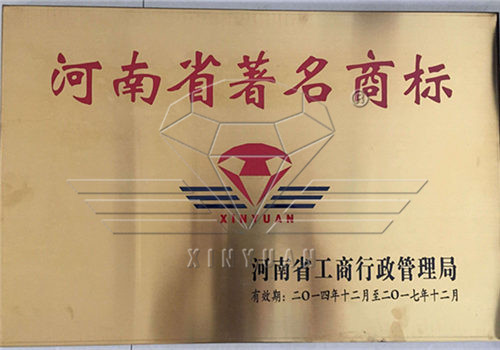 河南省著名商标
®
XINYUAN
XINYUAN
河南省工商行政管理局
有效期：二〇一四年十二月至二〇一七年十二月